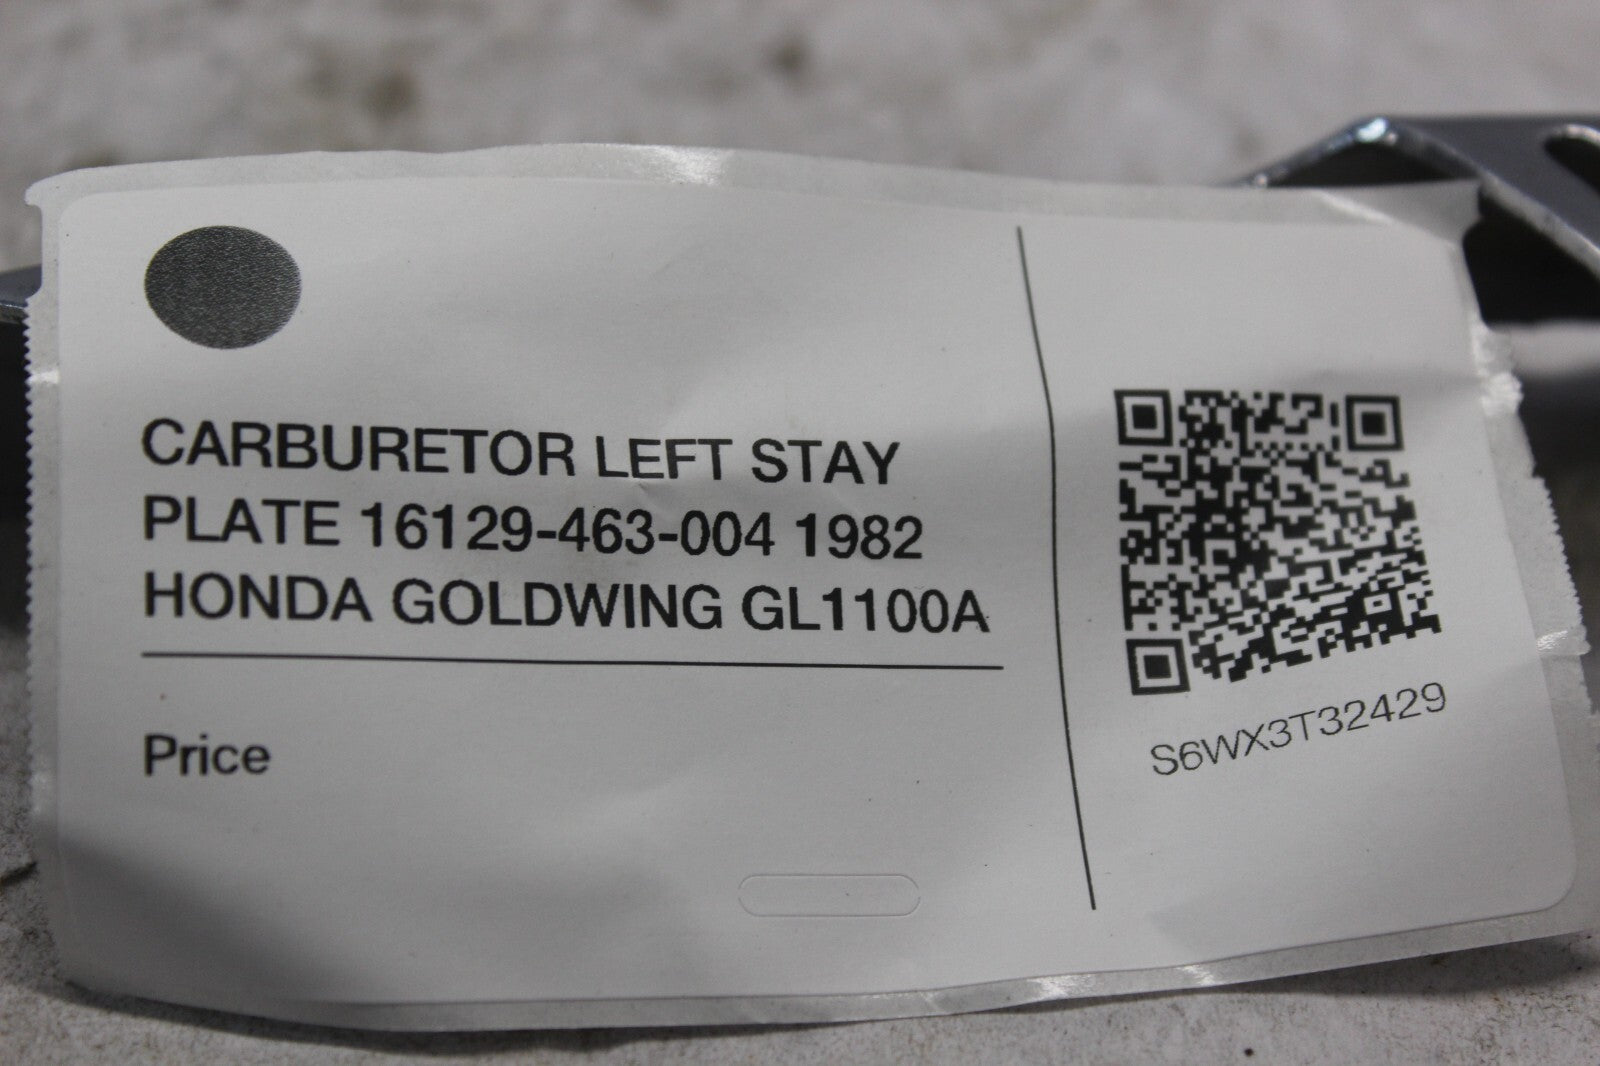 CARBURETOR LEFT STAY
PLATE 16129-463-004 1982
HONDA GOLDWING GL1100A
Price
S6WX3T32429